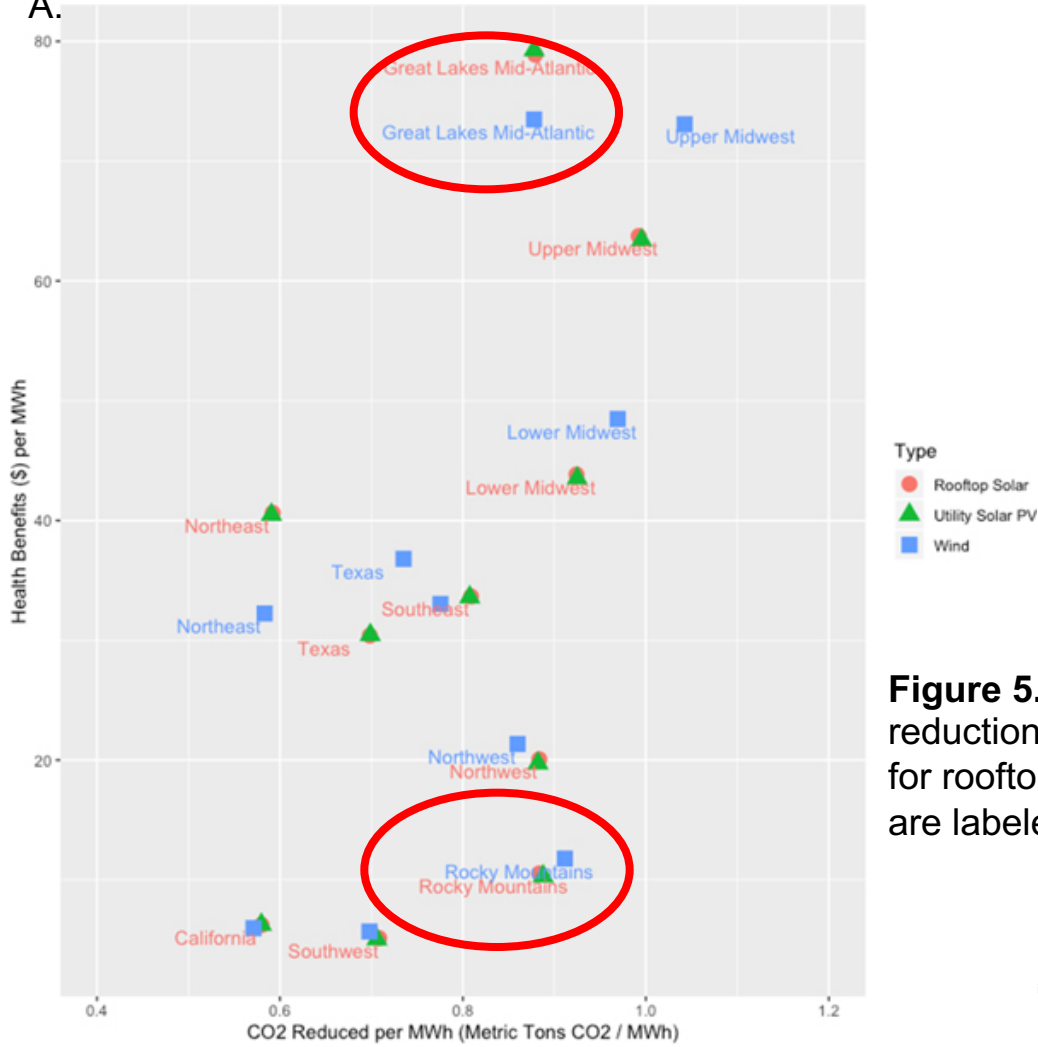 A.
80
Great Lakes Mid-Atlantic
Great Lakes Mid-Atlantic
Upper Midwest
Upper Midwest
60
Lower Midwest
Lower Midwest
40
Northeast
Texas
Southeast
Northeast
Texas
Northwest
20
Northwest
Rocky Mountains
Rocky Mountains
California
Southwest
0.4 0.6 0.8 1.0 1.2
CO2 Reduced per MWh (Metric Tons CO2 / MWh)
Health Benefits ($) per MWh
Type
Rooftop Solar
Utility Solar PV
Wind
Figure 5.
reduction
for
are